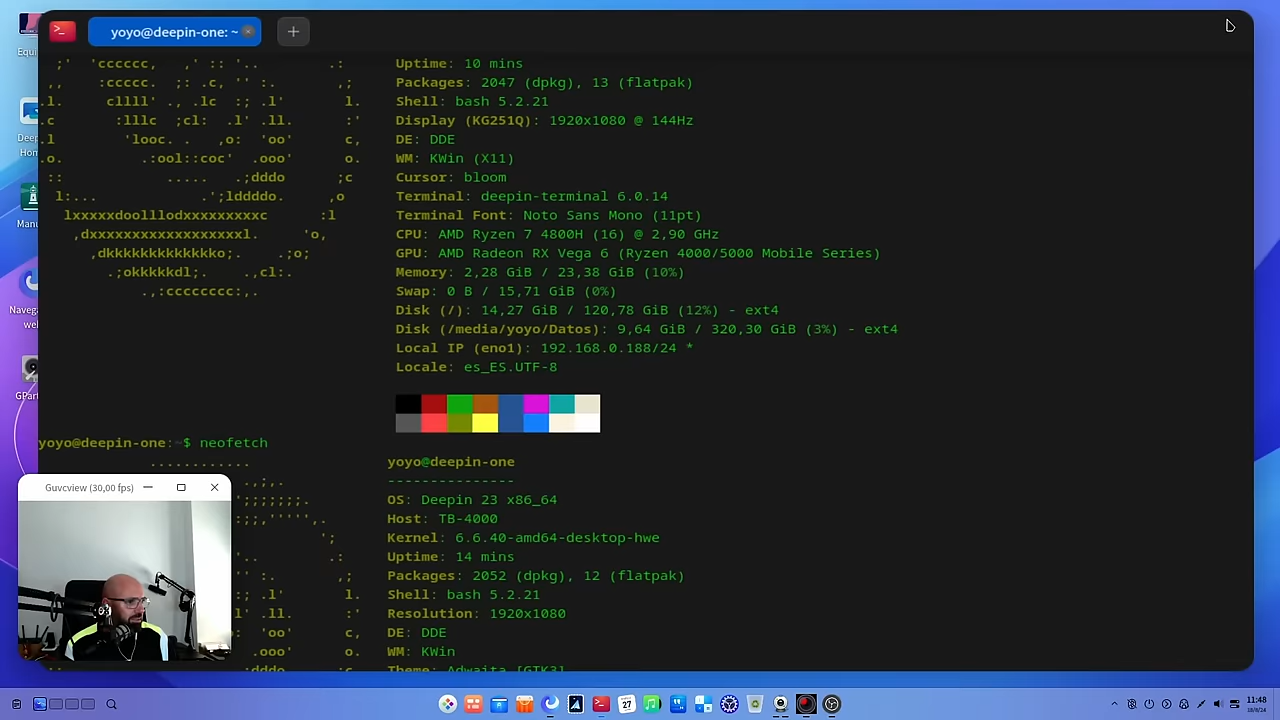 yoyo@deepin-one: ~
Uptime: 10 mins
Packages: 2047 (dpkg), 13 (flatpak)
Shell: bash 5.2.21
Display (KG251Q): 1920x1080 @ 144Hz
DE: DDE
WM: KWin (X11)
Cursor: bloom
Terminal: deepin-terminal 6.0.14
Terminal Font: Noto Sans Mono (11pt)
CPU: AMD Ryzen 7 4800H (16) @ 2,90 GHz
GPU: AMD Radeon RX Vega 6 (Ryzen 4000/5000 Mobile Series)
Memory: 2,28 GiB / 23,38 GiB (10%)
Swap: 0 B / 15,71 GiB (0%)
Disk (/): 14,27 GiB / 120,78 GiB (12%) - ext4
Disk (/media/yoyo/Datos): 9,64 GiB / 320,30 GiB (3%) - ext4
Local IP (eno1): 192.168.0.188/24 *
Locale: es_ES.UTF-8
yoyo@deepin-one:~$ neofetch
yoyo@deepin-one
---------------
OS: Deepin 23 x86_64
Host: TB-4000
Kernel: 6.6.40-amd64-desktop-hwe
Uptime: 14 mins
Packages: 2052 (dpkg), 12 (flatpak)
Shell: bash 5.2.21
Resolution: 1920x1080
DE: DDE
WM: KWin
Theme: Adwaita [GTK3]
Guvcview (30,00 fps)
27
11:48
18/8/24